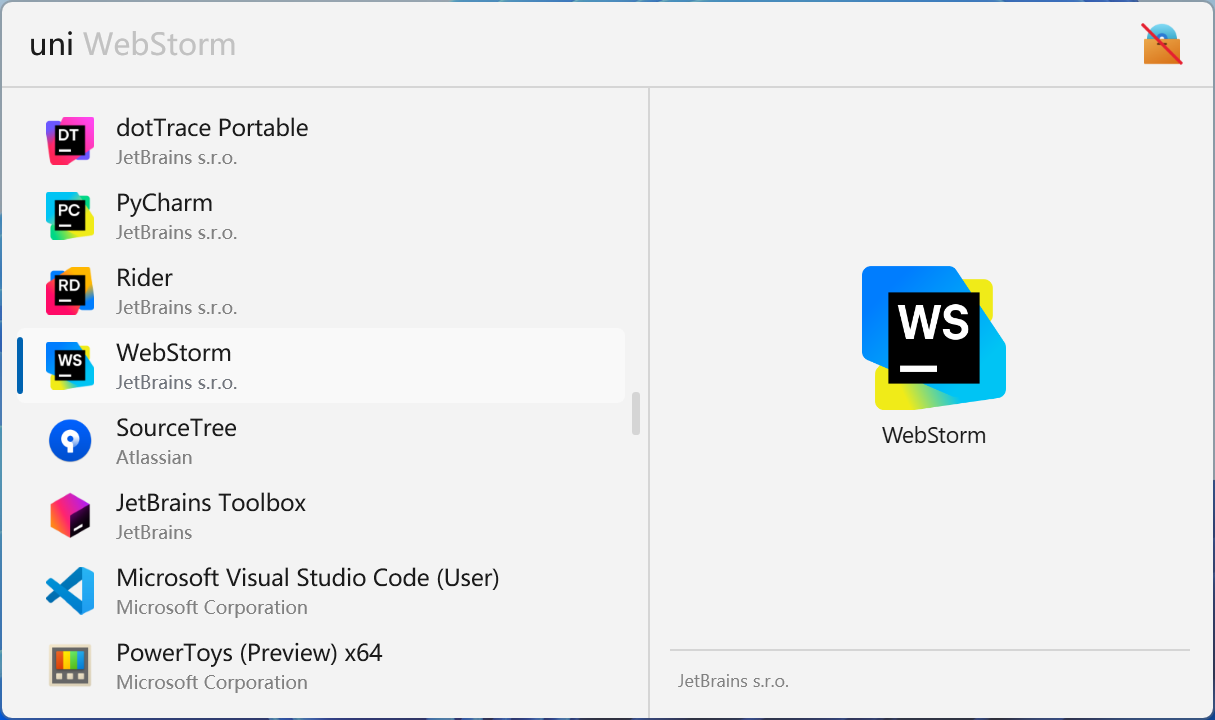 uni WebStorm
DT
dotTrace Portable
JetBrains s.r.o.
PC
PyCharm
JetBrains s.r.o.
RD
Rider
JetBrains s.r.o.
WS
WebStorm
JetBrains s.r.o.
SourceTree
Atlassian
JetBrains Toolbox
JetBrains
Microsoft Visual Studio Code (User)
Microsoft Corporation
PowerToys (Preview) x64
Microsoft Corporation
WS
WebStorm
JetBrains s.r.o.